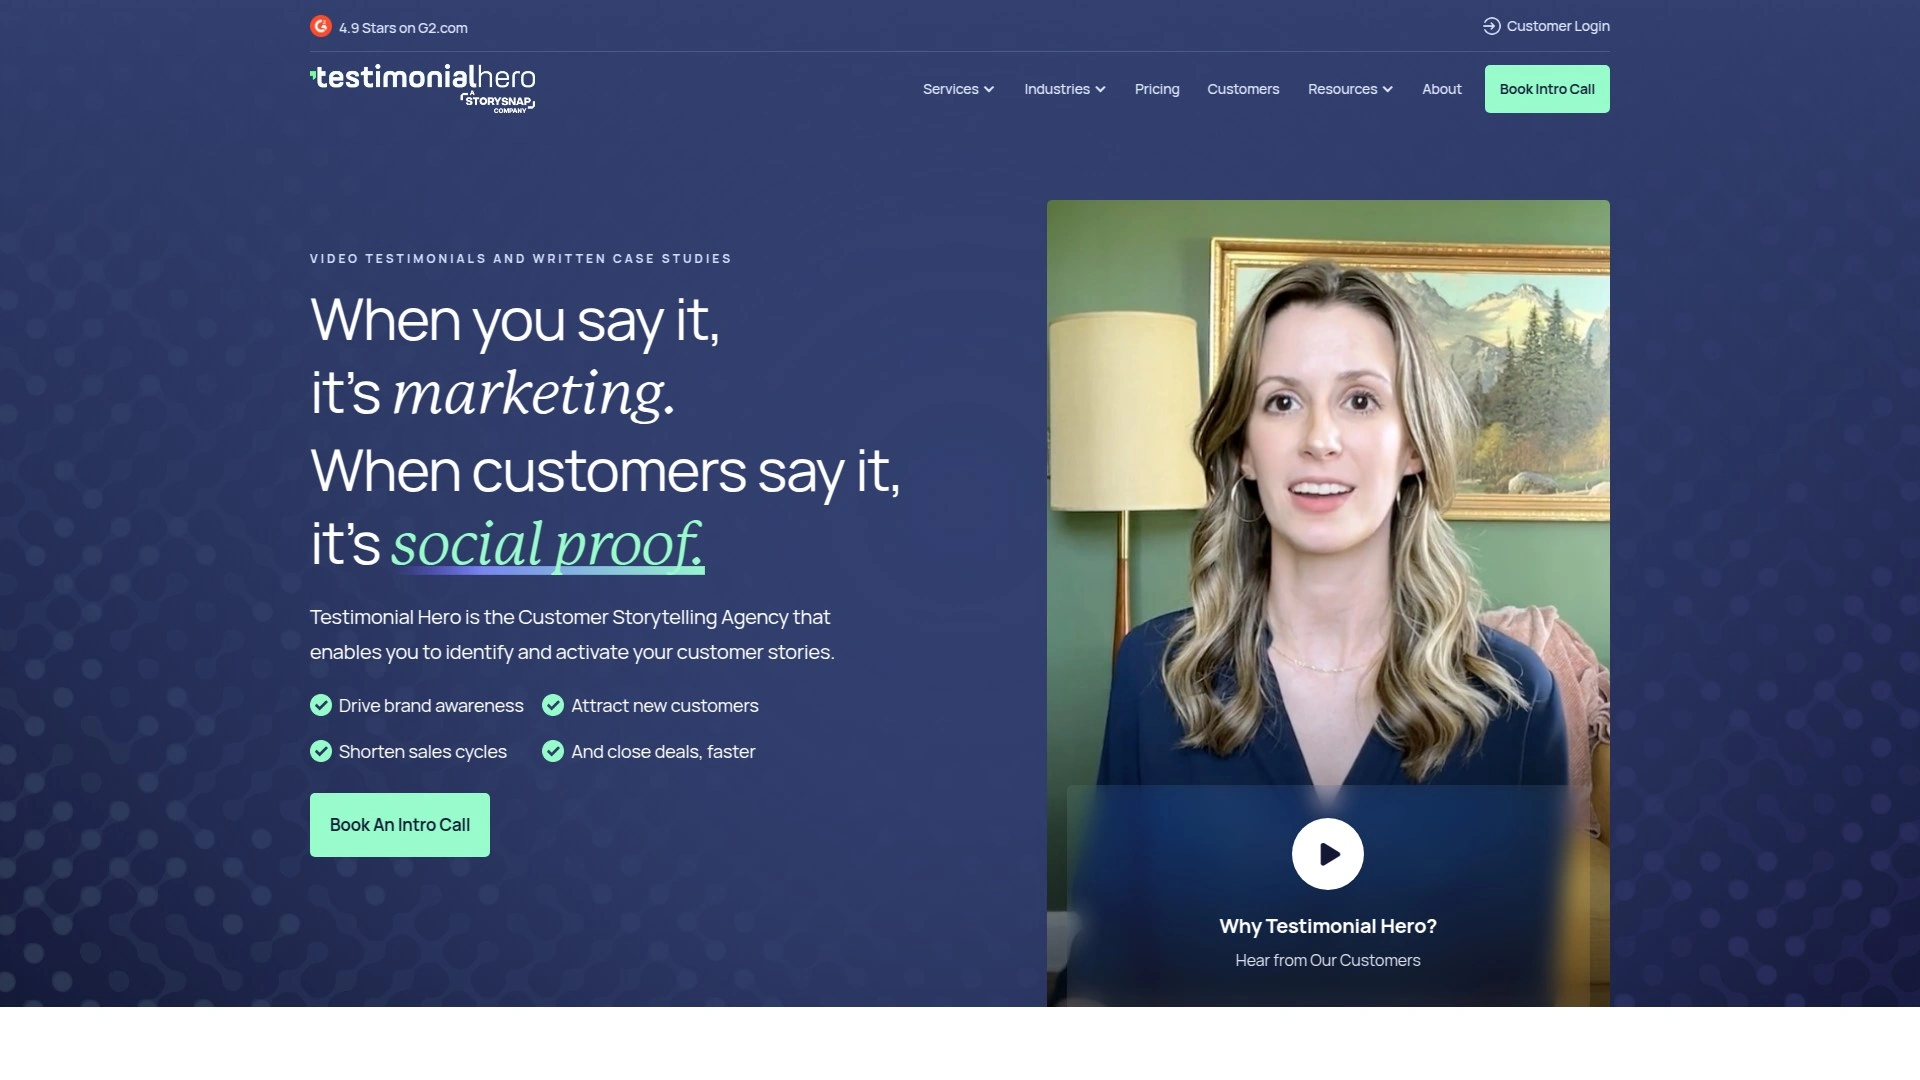 4.9 Stars on G2.com
Customer Login
testimonialhero
A
STORYSNAP
COMPANY
Services
Industries
Pricing
Customers
Resources
About
Book Intro Call
VIDEO TESTIMONIALS AND WRITTEN CASE STUDIES
When you say it,
it’s marketing.
When customers say it,
it’s social proof.
Testimonial Hero is the Customer Storytelling Agency that
enables you to identify and activate your customer stories.
Drive brand awareness
Attract new customers
Shorten sales cycles
And close deals, faster
Book An Intro Call
Why Testimonial Hero?
Hear from Our Customers